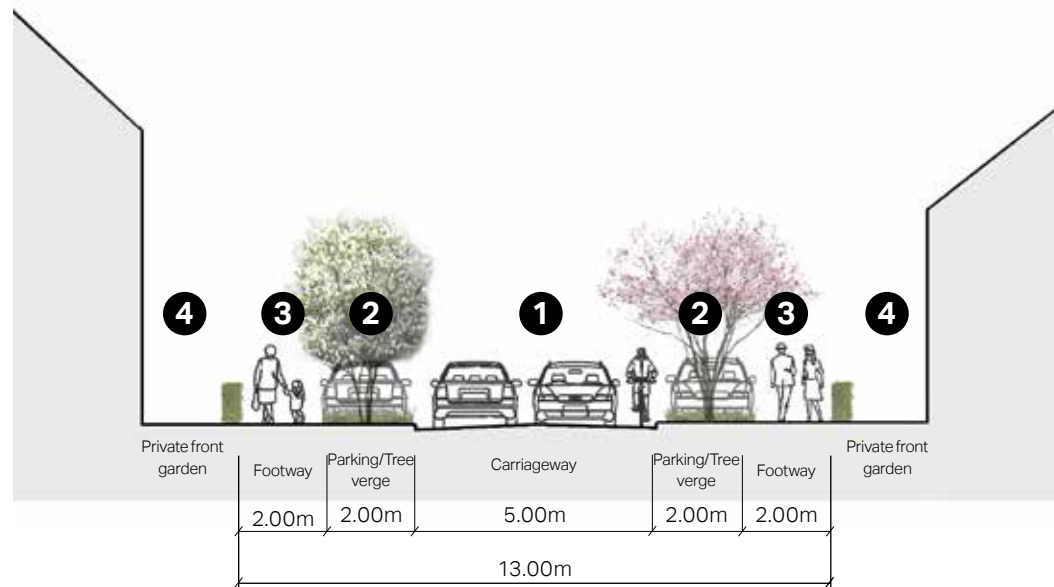 4
3
2
1
2
3
4
Private front
garden
Footway
Parking/Tree
verge
Carriageway
Parking/Tree
verge
Footway
Private front
garden
2.00m
2.00m
5.00m
2.00m
2.00m
13.00m